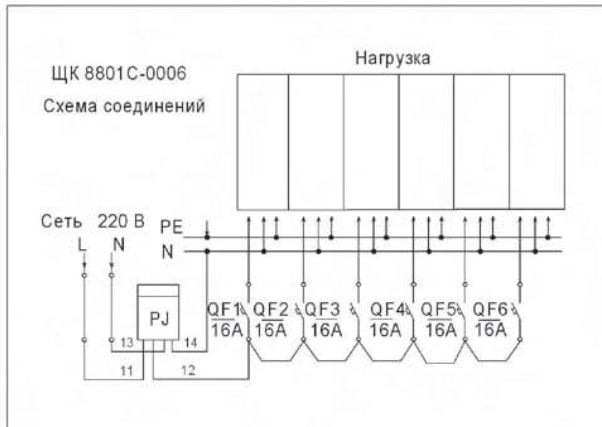 ЩК 8801С-0006
Схема соединений
Нагрузка
Сеть 220 В
L N
PE
N
PJ
13 14
11 12
QF1 QF2 QF3 QF4 QF5 QF6
16А 16А 16А 16А 16А 16А